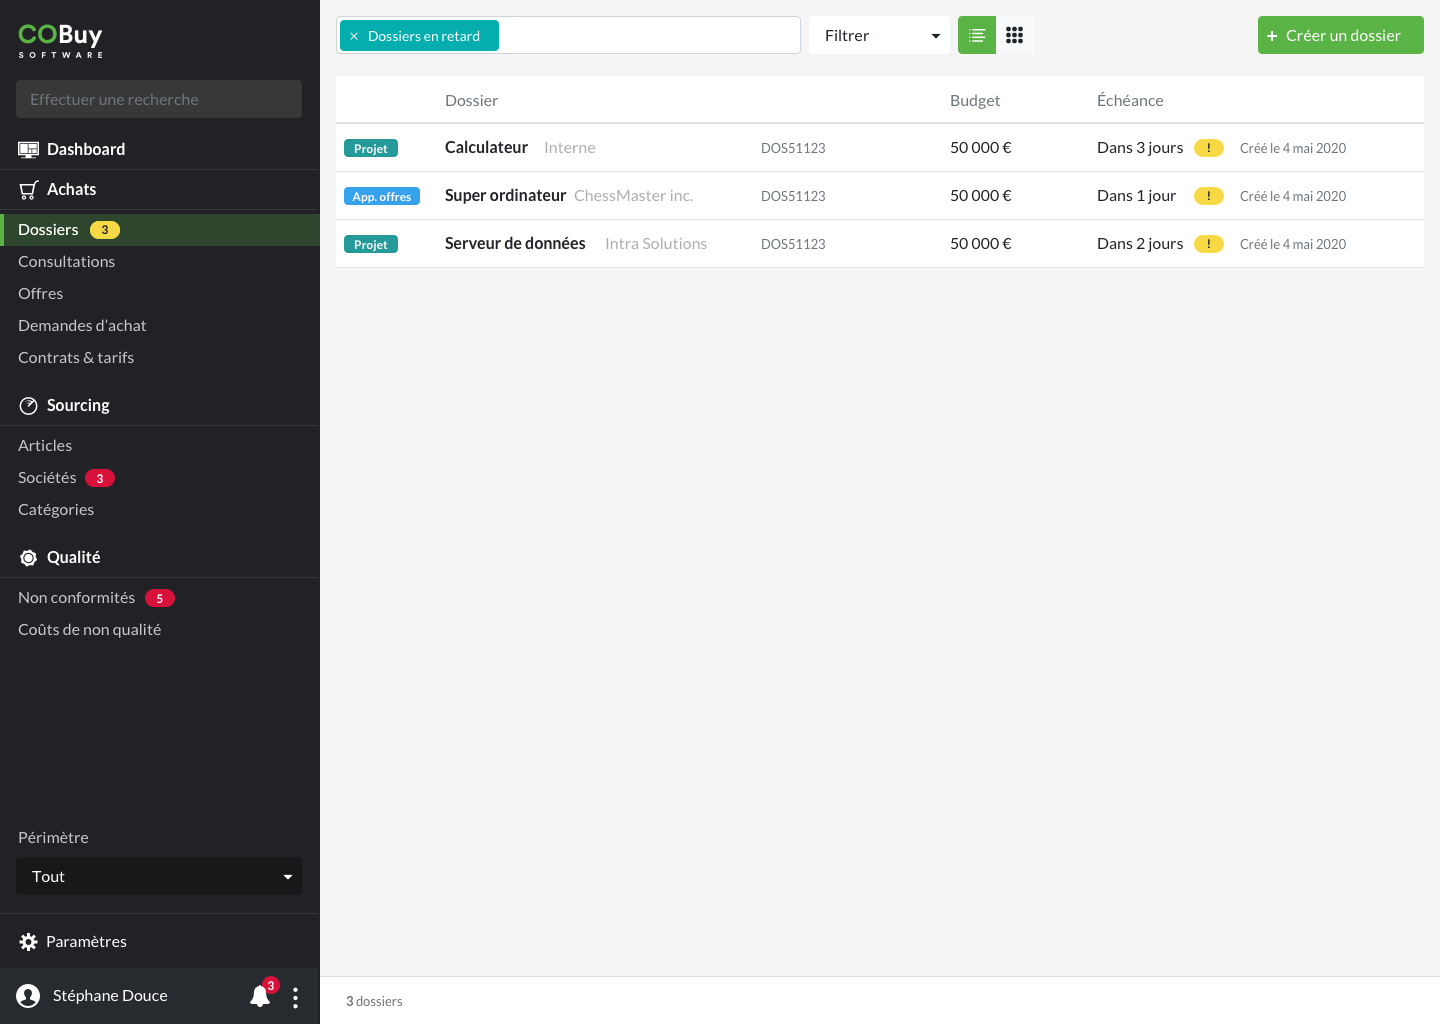 COBuy
SOFTWARE
Effectuer une recherche
Dashboard
Achats
Dossiers 3
Consultations
Offres
Demandes d’achat
Contrats & tarifs
Sourcing
Articles
Sociétés 3
Catégories
Qualité
Non conformités 5
Coûts de non qualité
Périmètre
Tout
Paramètres
Stéphane Douce 3
× Dossiers en retard
Filtrer
+ Créer un dossier
Dossier Budget Échéance
Projet Calculateur Interne DOS51123 50 000 € Dans 3 jours ! Créé le 4 mai 2020
App. offres Super ordinateur ChessMaster inc. DOS51123 50 000 € Dans 1 jour ! Créé le 4 mai 2020
Projet Serveur de données Intra Solutions DOS51123 50 000 € Dans 2 jours ! Créé le 4 mai 2020
3 dossiers